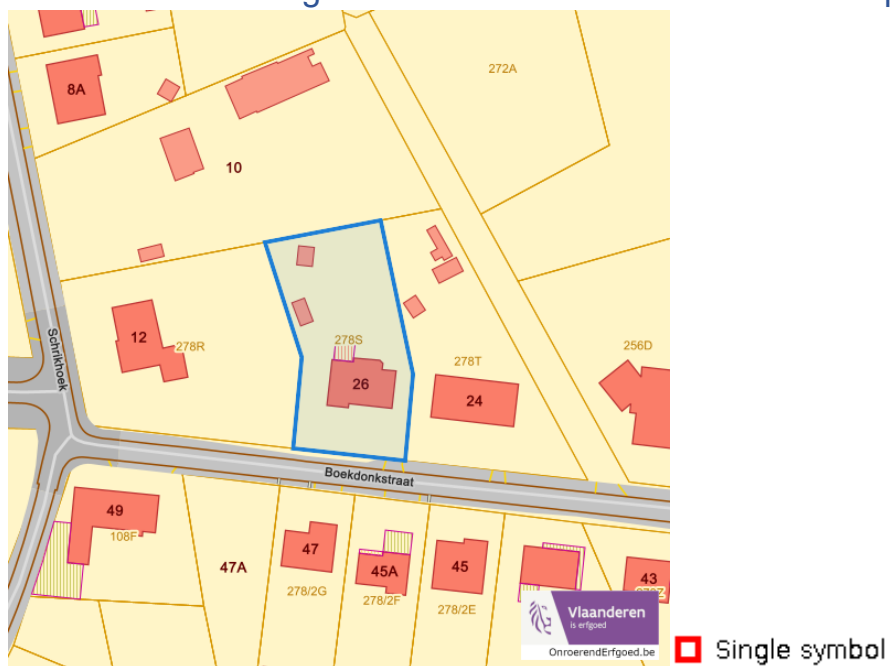 8A
272A
10
Schrikhoek
12
278R
278S
26
278T
24
256D
Boekdonkstraat
49
108F
47A
47
278/2G
45A
278/2F
45
278/2E
43
Vlaanderen
is erfgoed
OnroerendErfgoed.be
Single symbol